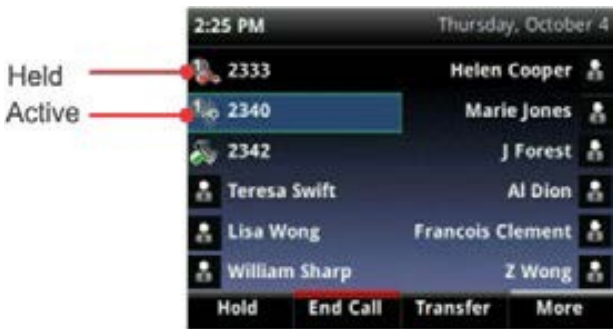 2:25 PM Thursday, October 4
Held 2333 Helen Cooper
Active 2340 Marie Jones
2342 J Forest
Teresa Swift Al Dion
Lisa Wong Francois Clement
William Sharp Z Wong
Hold End Call Transfer More